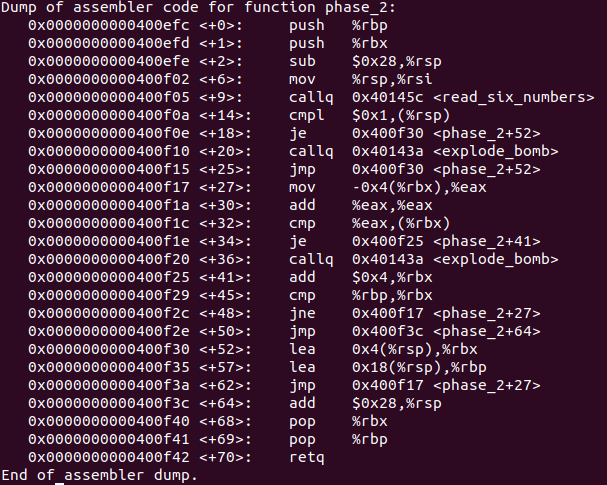 Dump of assembler code for function phase_2:
   0x0000000000400efc <+0>:	push   %rbp
   0x0000000000400efd <+1>:	push   %rbx
   0x0000000000400efe <+2>:	sub    $0x28,%rsp
   0x0000000000400f02 <+6>:	mov    %rsp,%rsi
   0x0000000000400f05 <+9>:	callq  0x40145c <read_six_numbers>
   0x0000000000400f0a <+14>:	cmpl   $0x1,(%rsp)
   0x0000000000400f0e <+18>:	je     0x400f30 <phase_2+52>
   0x0000000000400f10 <+20>:	callq  0x40143a <explode_bomb>
   0x0000000000400f15 <+25>:	jmp    0x400f30 <phase_2+52>
   0x0000000000400f17 <+27>:	mov    -0x4(%rbx),%eax
   0x0000000000400f1a <+30>:	add    %eax,%eax
   0x0000000000400f1c <+32>:	cmp    %eax,(%rbx)
   0x0000000000400f1e <+34>:	je     0x400f25 <phase_2+41>
   0x0000000000400f20 <+36>:	callq  0x40143a <explode_bomb>
   0x0000000000400f25 <+41>:	add    $0x4,%rbx
   0x0000000000400f29 <+45>:	cmp    %rbp,%rbx
   0x0000000000400f2c <+48>:	jne    0x400f17 <phase_2+27>
   0x0000000000400f2e <+50>:	jmp    0x400f3c <phase_2+64>
   0x0000000000400f30 <+52>:	lea    0x4(%rsp),%rbx
   0x0000000000400f35 <+57>:	lea    0x18(%rsp),%rbp
   0x0000000000400f3a <+62>:	jmp    0x400f17 <phase_2+27>
   0x0000000000400f3c <+64>:	add    $0x28,%rsp
   0x0000000000400f40 <+68>:	pop    %rbx
   0x0000000000400f41 <+69>:	pop    %rbp
   0x0000000000400f42 <+70>:	retq
End of assembler dump.